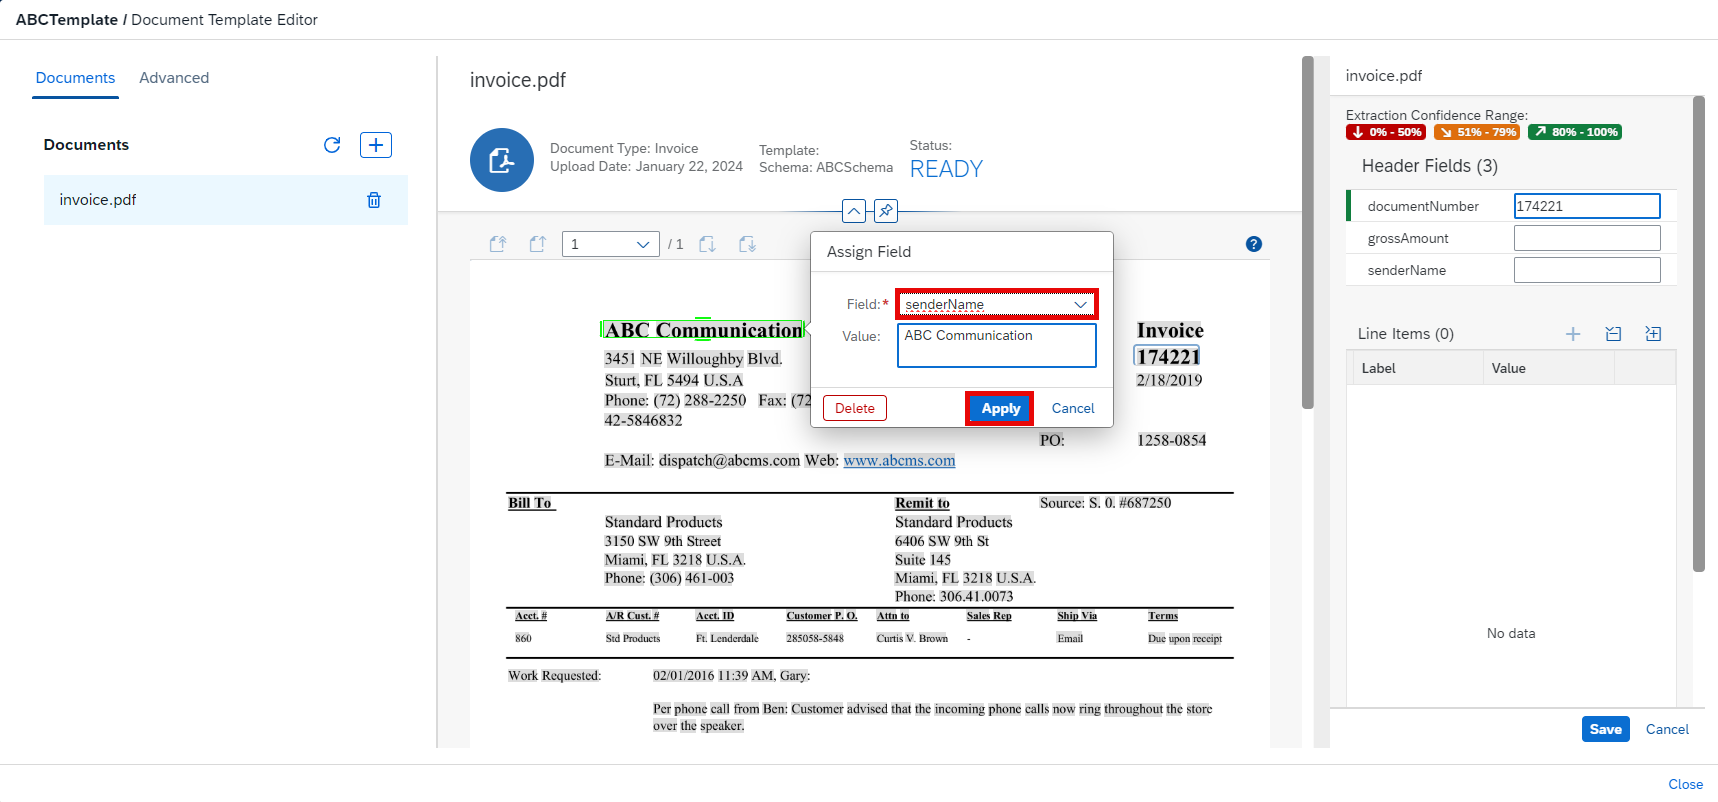 ABCTemplate / Document Template Editor
Documents Advanced
Documents
invoice.pdf
invoice.pdf
Document Type: Invoice
Upload Date: January 22, 2024
Template:
Schema: ABCSchema
Status:
READY
1 / 1
Assign Field
Field:* senderName
Value: ABC Communication
Delete Apply Cancel
ABC Communication
3451 NE Willoughby Blvd.
Sturt, FL 5494 U.S.A
Phone: (72) 288-2250 Fax: (72
42-5846832
E-Mail: dispatch@abcms.com Web: www.abcms.com
Invoice
174221
2/18/2019
PO: 1258-0854
Bill To
Standard Products
3150 SW 9th Street
Miami, FL 3218 U.S.A.
Phone: (306) 461-003
Remit to
Standard Products
6406 SW 9th St
Suite 145
Miami, FL 3218 U.S.A.
Phone: 306.41.0073
Source: S. 0. #687250
Acct. # A/R Cust. # Acct. ID Customer P. O. Attn to Sales Rep Ship Via Terms
860 Std Products Ft. Lenderdale 285058-5848 Curtis V. Brown - Email Due upon receipt
Work Requested: 02/01/2016 11:39 AM, Gary:
Per phone call from Ben: Customer advised that the incoming phone calls now ring throughout the store
over the speaker.
invoice.pdf
Extraction Confidence Range:
0% - 50% 51% - 79% 80% - 100%
Header Fields (3)
documentNumber 174221
grossAmount
senderName
Line Items (0)
Label Value
No data
Save Cancel
Close